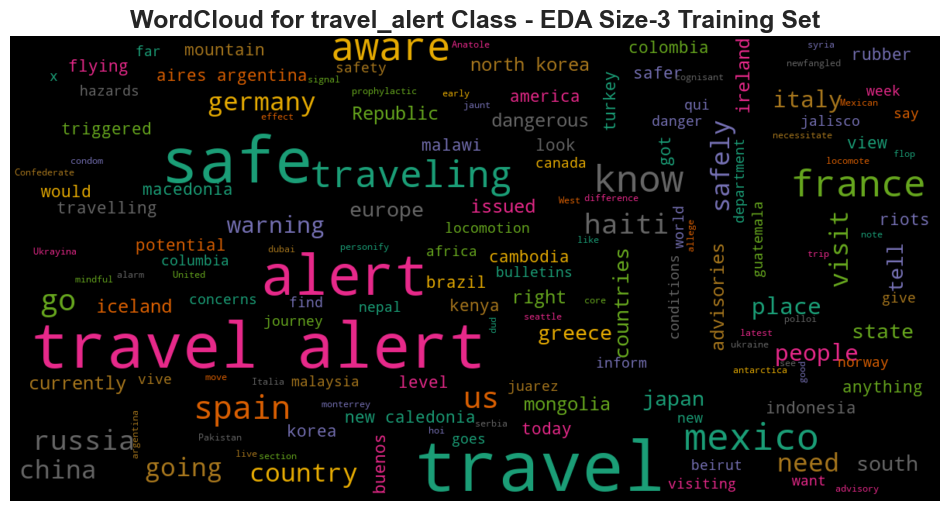 WordCloud for travel_alert Class - EDA Size-3 Training Set
far
mountain
aware
Anatole
colombia
syria
rubber
flying
x
hazards
aires argentina
safety
signal
north korea
safer
cognisant
newfangled
ireland
germany
effect
prophylactic
early
jaunt
america
turkey
qui
italy
week
Mexican
say
triggered
Republic
dangerous
danger
jalisco
safe
malawi
look
got
safely
department
necessitate
view
condom
Confederate
would
macedonia
traveling
canada
know
locomote
flop
france
travelling
europe
issued
West
difference
world
allege
guatemala
visit
riots
warning
locomotion
haiti
like
note
tell
Ukrayina
potential
columbia
dubai
personify
africa
cambodia
countries
conditions
advisories
trip
mindful
alarm
United
alert
brazil
bulletins
go
iceland
concerns
find
nepal
kenya
right
core
place
give
journey
seattle
polloi
state
travel alert
dnp
greece
latest
ukraine
people
norway
inform
see
good
antarctica
currently
vive
move
Italia
malaysia
level
juarez
anything
spain
monterrey
new caledonia
us
mongolia
japan
new
indonesia
russia
argentina
Pakistan
korea
serbia
hoi
goes
today
mexico
china
going
live
section
country
buenos
travel
beirut
visiting
need
want
south
advisory